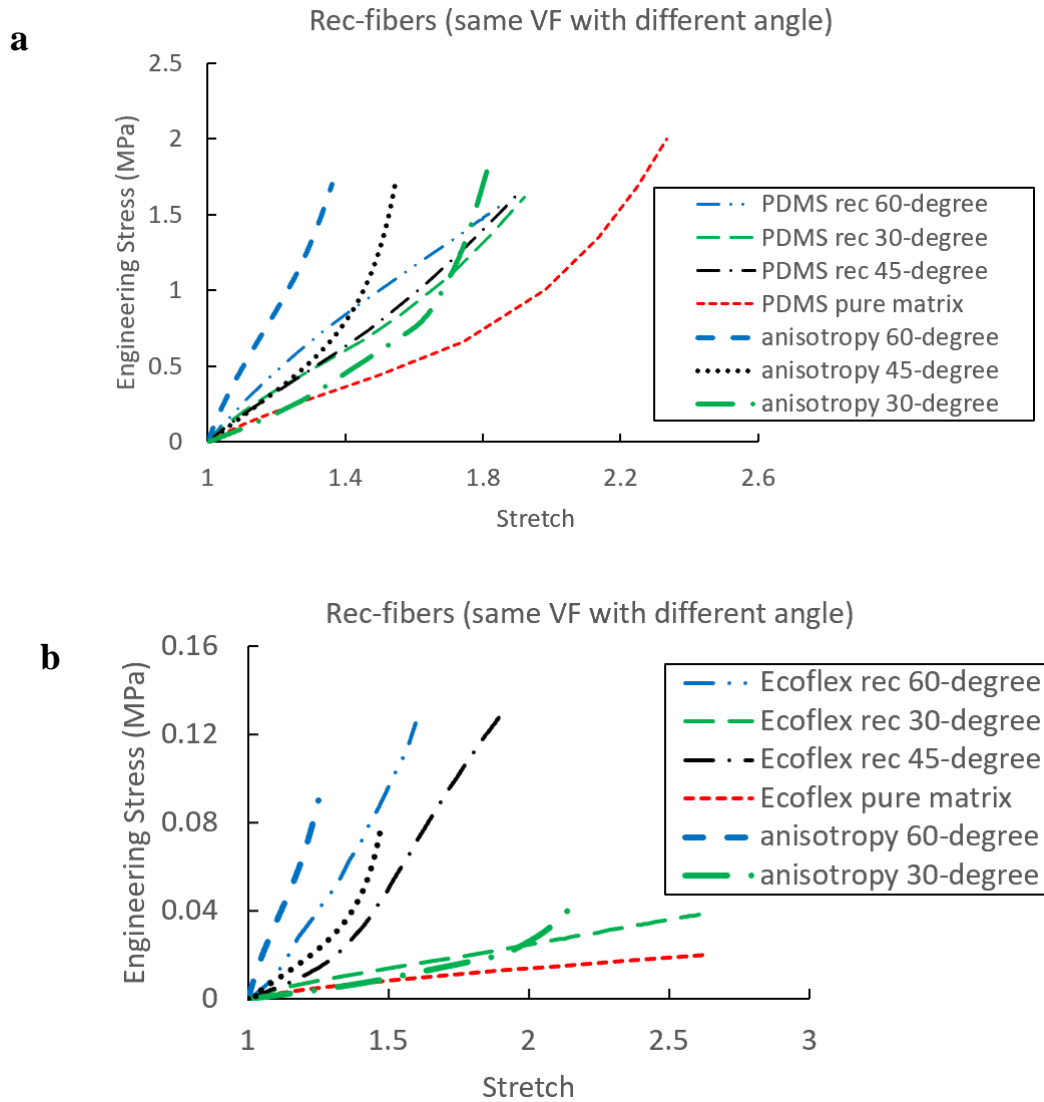 a
Rec-fibers (same VF with different angle)
2.5
2
1.5
1
0.5
0
Engineering Stress (MPa)
1
1.4
1.8
2.2
2.6
Stretch
PDMS rec 60-degree
PDMS rec 30-degree
PDMS rec 45-degree
PDMS pure matrix
anisotropy 60-degree
anisotropy 45-degree
anisotropy 30-degree
b
Rec-fibers (same VF with different angle)
0.16
0.12
0.08
0.04
0
Engineering Stress (MPa)
1
1.5
2
2.5
3
Stretch
Ecoflex rec 60-degree
Ecoflex rec 30-degree
Ecoflex rec 45-degree
Ecoflex pure matrix
anisotropy 60-degree
anisotropy 30-degree